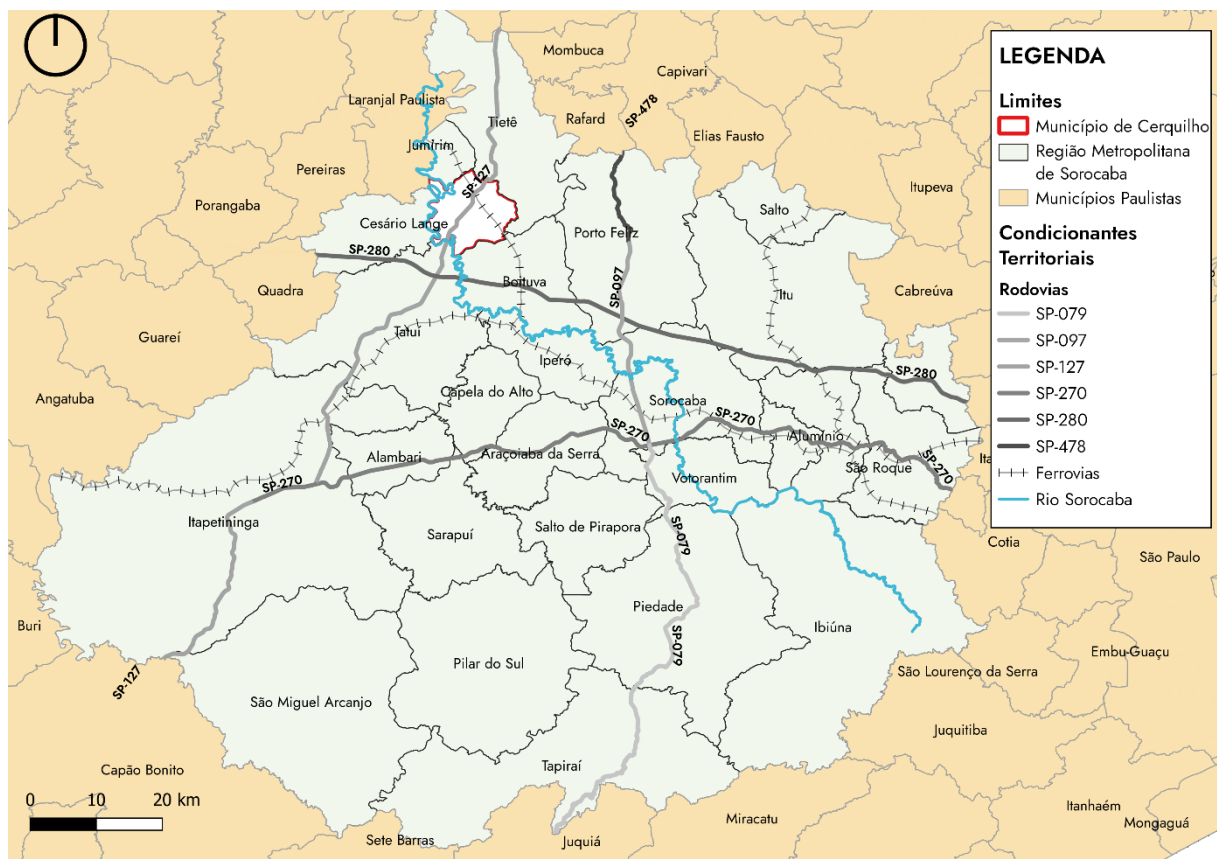 Mombuca
Capivari
Laranjal Paulista
SP-478
Tietê
Rafard
Elias Fausto
Jumirim
Pereiras
SP-127
Itupeva
Porangaba
Salto
Cesário Lange
Porto Feliz
SP-280
Quadra
Boituva
SP-097
Itu
Cabreúva
Guareí
Tatuí
Iperó
SP-280
Angatuba
Capela do Alto
Sorocaba
SP-270
SP-270
Alumínio
Alambari
Araçoiaba da Serra
São Roque
SP-270
Votorantim
SP-270
Ita
Itapetininga
Sarapuí
Salto de Pirapora
SP-079
Cotia
São Paulo
Buri
Piedade
Ibiúna
SP-079
Embu-Guaçu
Pilar do Sul
São Lourenço da Serra
SP-127
São Miguel Arcanjo
Juquitiba
Capão Bonito
Tapiraí
Itanhaém
Miracatu
Mongaguá
Sete Barras
Juquiá
0 10 20 km
LEGENDA
Limites
Município de Cerquilho
Região Metropolitana
de Sorocaba
Municípios Paulistas
Condicionantes
Territoriais
Rodovias
SP-079
SP-097
SP-127
SP-270
SP-280
SP-478
Ferrovias
Rio Sorocaba